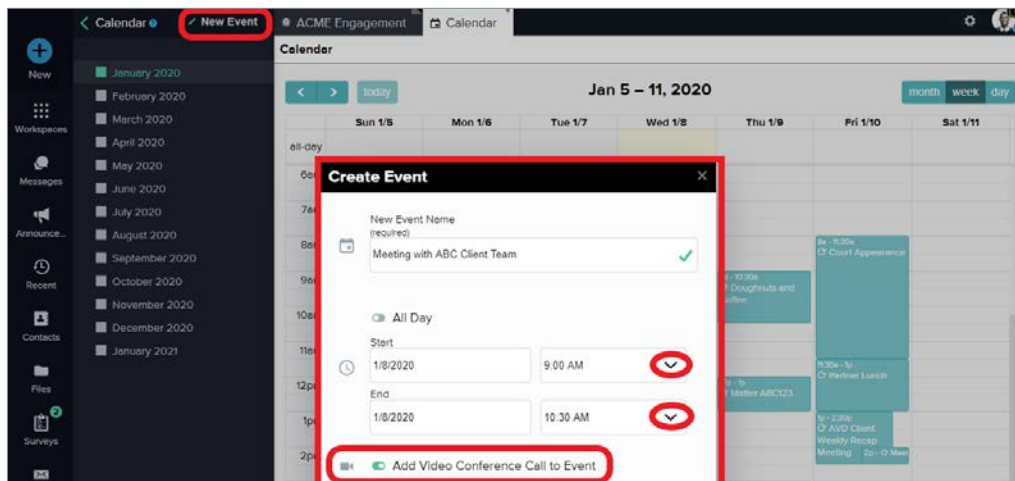 Calendar
New Event
ACME Engagement
Calendar
New
Workspaces
Messages
Announce...
Recent
Contacts
Files
Surveys
2
January 2020
February 2020
March 2020
April 2020
May 2020
June 2020
July 2020
August 2020
September 2020
October 2020
November 2020
December 2020
January 2021
Calendar
today
Jan 5 – 11, 2020
month week day
Sun 1/5 Mon 1/6 Tue 1/7 Wed 1/8 Thu 1/9 Fri 1/10 Sat 1/11
all-day
Create Event
New Event Name
(required)
Meeting with ABC Client Team
All Day
Start
1/8/2020 9:00 AM
End
1/8/2020 10:30 AM
Add Video Conference Call to Event
- 10:30a
Doughnuts and
- 1p
Matter ABC123
8a - 11:30a
Court Appearance
11:30a - 1p
Partner Lunch
1p - 2:30p
AVD Client
Weekly Recap
Meeting